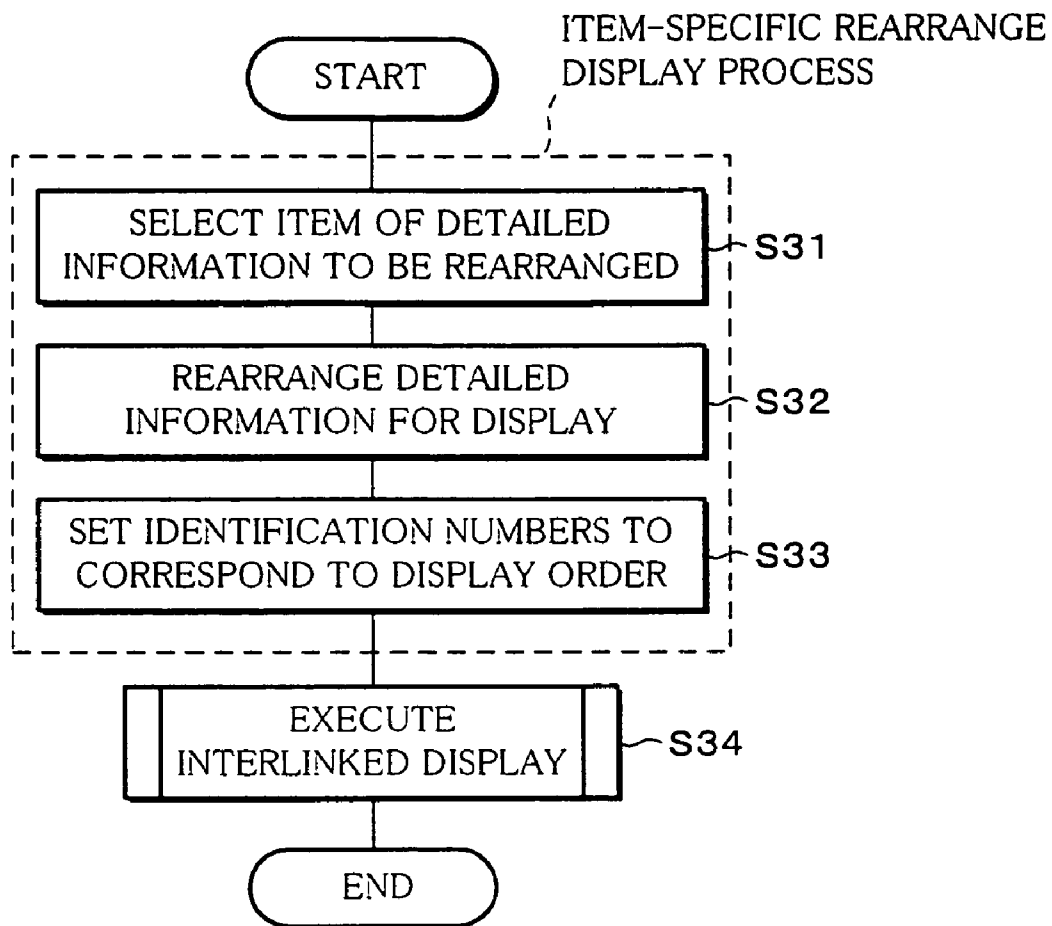 ITEM-SPECIFIC REARRANGE
DISPLAY PROCESS
START
SELECT ITEM OF DETAILED
INFORMATION TO BE REARRANGED
S31
REARRANGE DETAILED
INFORMATION FOR DISPLAY
S32
SET IDENTIFICATION NUMBERS TO
CORRESPOND TO DISPLAY ORDER
S33
EXECUTE
INTERLINKED DISPLAY
S34
END